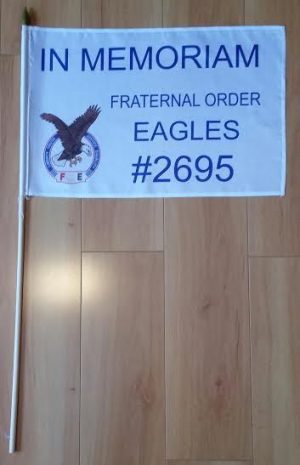 IN MEMORIAM
FRATERNAL ORDER
EAGLES
#2695
F E